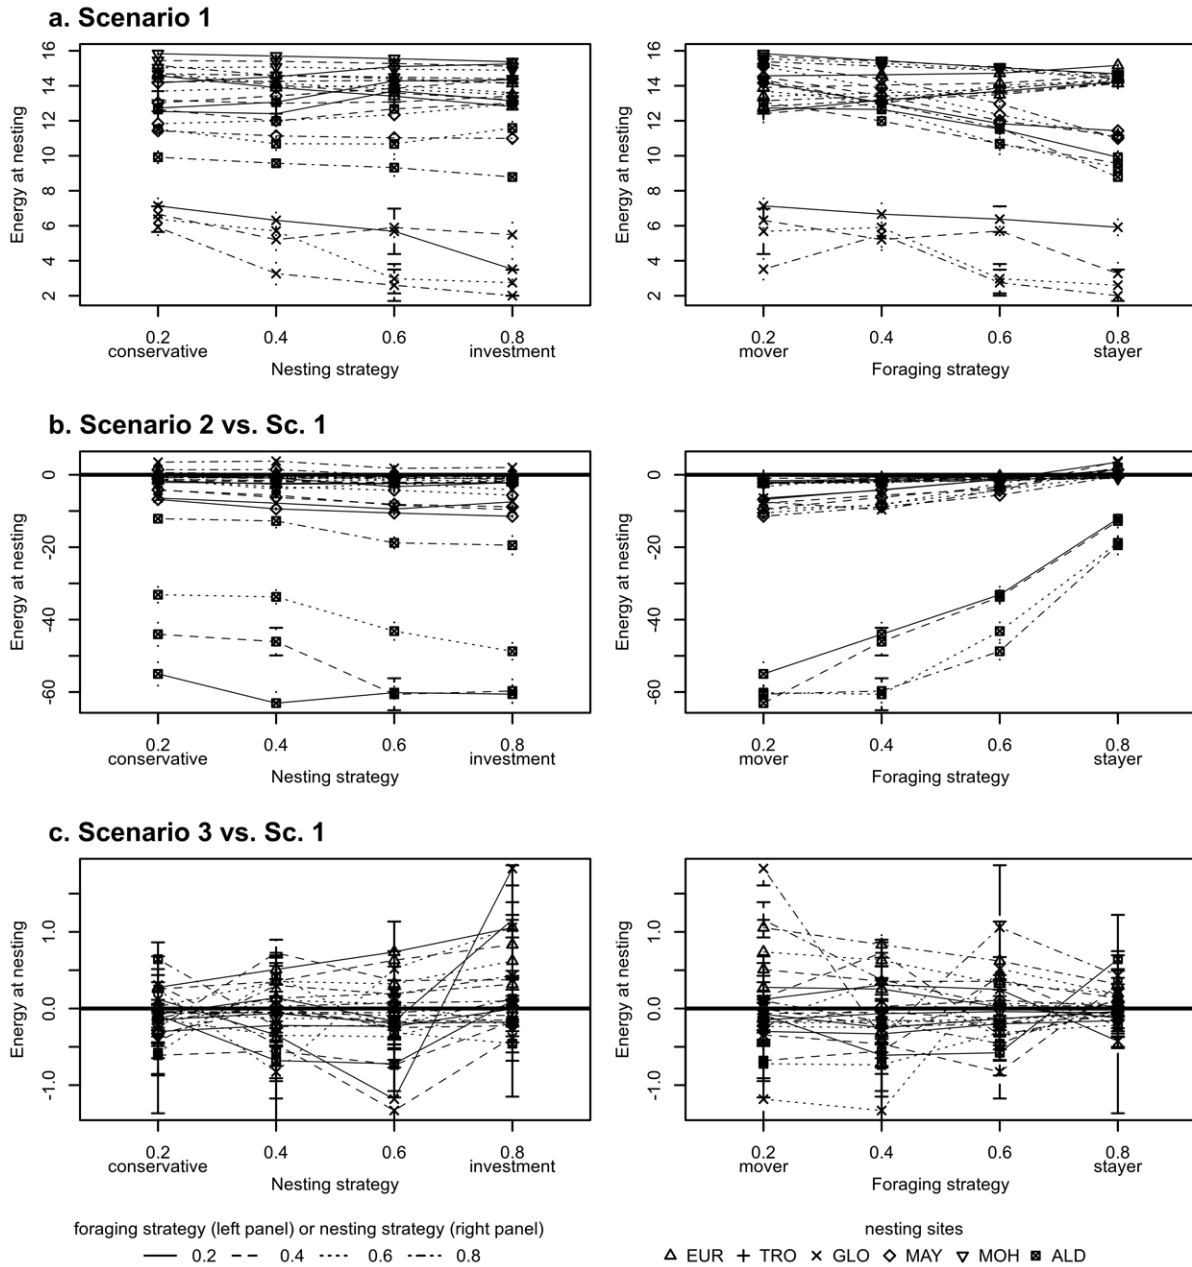 a. Scenario 1
16
14
12
10
8
6
4
2
Energy at nesting
0.2 0.4 0.6 0.8
conservative investment
Nesting strategy
16
14
12
10
8
6
4
2
Energy at nesting
0.2 0.4 0.6 0.8
mover stayer
Foraging strategy
b. Scenario 2 vs. Sc. 1
0
-20
-40
-60
Energy at nesting
0.2 0.4 0.6 0.8
conservative investment
Nesting strategy
0
-20
-40
-60
Energy at nesting
0.2 0.4 0.6 0.8
mover stayer
Foraging strategy
c. Scenario 3 vs. Sc. 1
1.0
0.0
-1.0
Energy at nesting
0.2 0.4 0.6 0.8
conservative investment
Nesting strategy
1.0
0.0
-1.0
Energy at nesting
0.2 0.4 0.6 0.8
mover stayer
Foraging strategy
foraging strategy (left panel) or nesting strategy (right panel)
0.2 0.4 0.6 0.8
nesting sites
EUR TRO GLO MAY MOH ALD